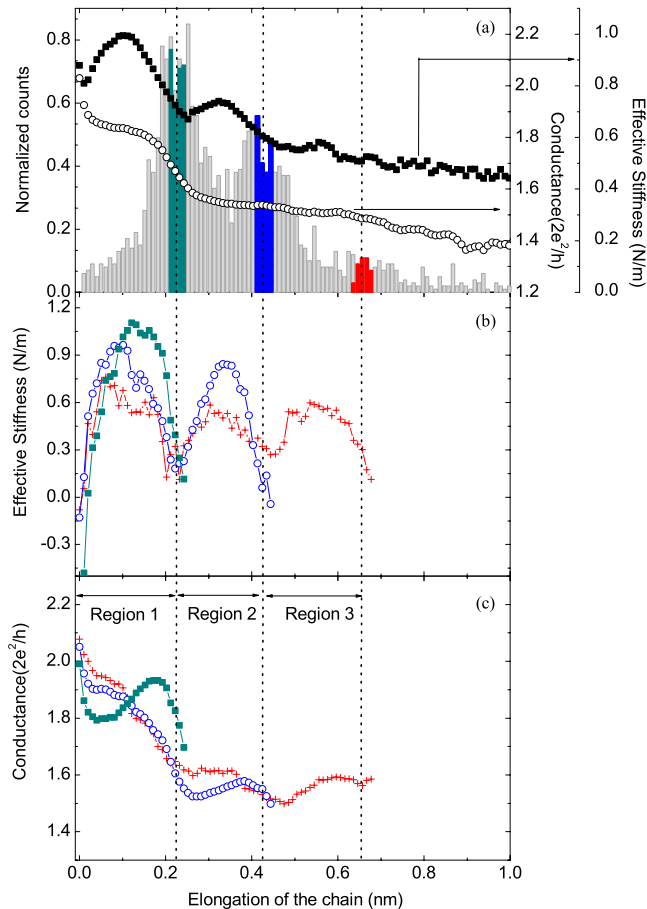 (a)
Normalized counts
0.8
0.6
0.4
0.2
0.0
2.2
2.0
1.8
1.6
1.4
1.2
Conductance(2e²/h)
1.0
0.8
0.6
0.4
0.2
0.0
Effective Stiffness (N/m)
(b)
Effective Stiffness (N/m)
1.2
0.9
0.6
0.3
0.0
-0.3
(c)
Region 1
Region 2
Region 3
Conductance(2e²/h)
2.2
2.0
1.8
1.6
1.4
0.0 0.2 0.4 0.6 0.8 1.0
Elongation of the chain (nm)